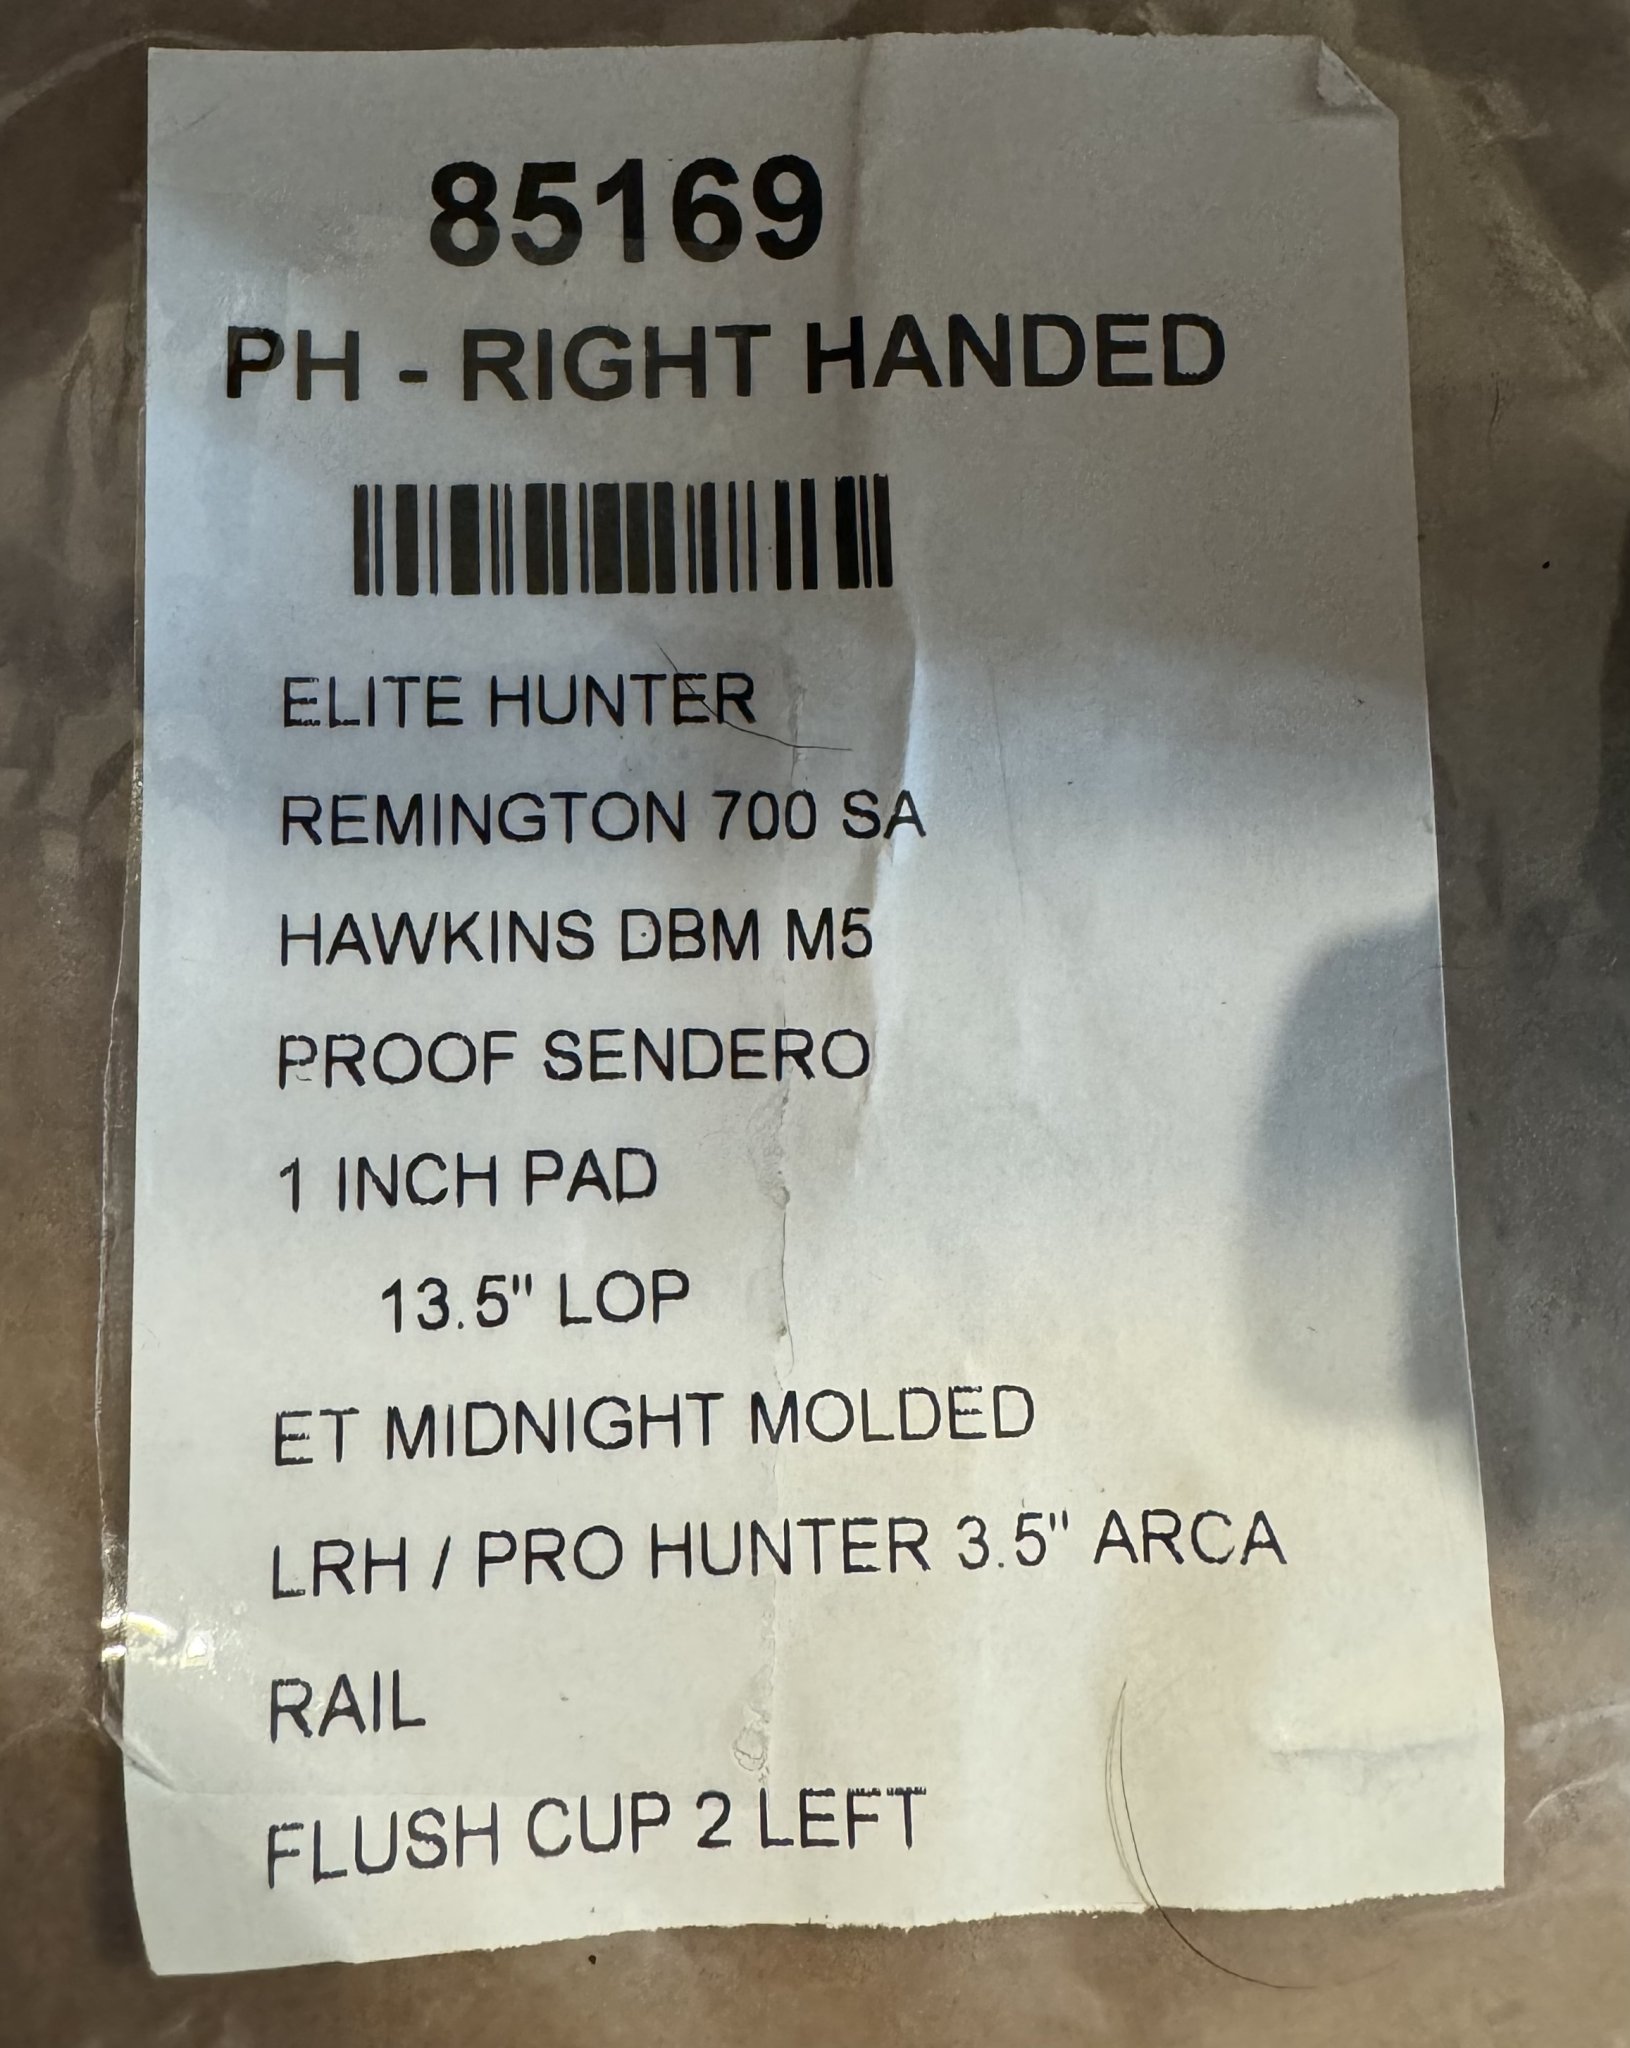 85169
PH - RIGHT HANDED
ELITE HUNTER
REMINGTON 700 SA
HAWKINS DBM M5
PROOF SENDERO
1 INCH PAD
13.5" LOP
ET MIDNIGHT MOLDED
LRH / PRO HUNTER 3.5" ARCA
RAIL
FLUSH CUP 2 LEFT